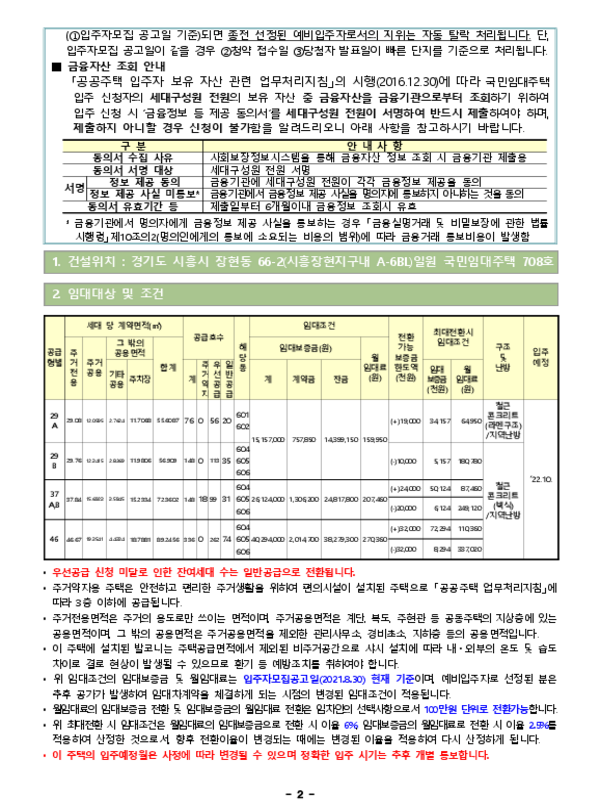 (①입주자모집 공고일 기준)되면 종전 선정된 예비입주자로서의 지위는 자동 탈락 처리됩니다. 단,
입주자모집 공고일이 같을 경우 ②청약 접수일 ③당첨자 발표일이 빠른 단지를 기준으로 처리됩니다.
■ 금융자산 조회 안내
「공공주택 입주자 보유 자산 관련 업무처리지침」의 시행(2016.12.30)에 따라 국민임대주택
입주 신청자의 세대구성원 전원의 보유 자산 중 금융자산을 금융기관으로부터 조회하기 위하여
입주 신청 시 '금융정보 등 제공 동의서'를 세대구성원 전원이 서명하여 반드시 제출하여야 하며,
제출하지 아니할 경우 신청이 불가함을 알려드리오니 아래 사항을 참고하시기 바랍니다.
구 분 안 내 사 항
동의서 수집 사유 사회보장정보시스템을 통해 금융자산 정보 조회 시 금융기관 제출용
동의서 서명 대상 세대구성원 전원 서명
서명 정보 제공 동의 금융기관에 세대구성원 전원이 각각 금융정보 제공을 동의
정보 제공 사실 미통보* 금융기관에서 금융정보 제공 사실을 명의자에 통보하지 아니하는 것을 동의
동의서 유효기간 등 제출일부터 6개월이내 금융정보 조회시 유효
* 금융기관에서 명의자에게 금융정보 제공 사실을 통보하는 경우 「금융실명거래 및 비밀보장에 관한 법률
시행령」제10조의2(명의인에게의 통보에 소요되는 비용의 범위)에 따라 금융거래 통보비용이 발생함
1. 건설위치 : 경기도 시흥시 장현동 66-2(시흥장현지구내 A-6BL)일원 국민임대주택 708호
2. 임대대상 및 조건
공급형별 세대 당 계약면적(㎡) 공급호수 해당동 임대조건 전환가능보증금한도액(천원) 최대전환시 임대조건 구조 및 난방 입주예정
주거전용 주거공용 그 밖의 공용면적 합계 계 주거약자 우선공급 일반공급 임대보증금(원) 월임대료(원) 임대보증금(천원) 월임대료(원)
기타공용 주차장 계 계약금 잔금
29A 29.08 11.7089 55.6087 76 0 56 20 601 602 15,157,000 757,850 14,399,150 159,950 (+)19,000 34,157 64,950 철근콘크리트(라멘구조)/지역난방 '22.10.
29B 29.76 11.9806 56.909 148 0 113 35 604 605 606 (-)10,000 5,157 180,780
37A,B 37.84 15.2334 72.3602 148 18 99 31 604 605 606 26,124,000 1,306,200 24,817,800 207,460 (+)24,000 50,124 87,460 철근콘크리트(벽식)/지역난방
(-)20,000 6,124 249,120
46 46.67 18.7881 89.2456 336 0 262 74 604 605 606 40,294,000 2,014,700 38,279,300 270,360 (+)32,000 72,294 110,360
(-)32,000 8,294 337,020
• 우선공급 신청 미달로 인한 잔여세대 수는 일반공급으로 전환됩니다.
• 주거약자용 주택은 안전하고 편리한 주거생활을 위하여 편의시설이 설치된 주택으로 「공공주택 업무처리지침」에
따라 3층 이하에 공급됩니다.
• 주거전용면적은 주거의 용도로만 쓰이는 면적이며, 주거공용면적은 계단, 복도, 주현관 등 공동주택의 지상층에 있는
공용면적이며, 그 밖의 공용면적은 주거공용면적을 제외한 관리사무소, 경비초소, 지하층 등의 공용면적입니다.
• 이 주택에 설치된 발코니는 주택공급면적에서 제외된 비주거공간으로 샤시 설치에 따라 내·외부의 온도 및 습도
차이로 결로 현상이 발생될 수 있으므로 환기 등 예방조치를 취하여야 합니다.
• 위 임대조건의 임대보증금 및 월임대료는 입주자모집공고일(2021.8.30) 현재 기준이며, 예비입주자로 선정된 분은
추후 공가가 발생하여 임대차계약을 체결하게 되는 시점의 변경된 임대조건이 적용됩니다.
• 월임대료의 임대보증금 전환 및 임대보증금의 월임대료 전환은 임차인의 선택사항으로서 100만원 단위로 전환가능합니다.
• 위 최대전환 시 임대조건은 월임대료의 임대보증금으로 전환 시 이율 6%, 임대보증금의 월임대료로 전환 시 이율 2.5%를
적용하여 산정한 것으로서, 향후 전환이율이 변경되는 때에는 변경된 이율을 적용하여 다시 산정하게 됩니다.
• 이 주택의 입주예정월은 사정에 따라 변경될 수 있으며 정확한 입주 시기는 추후 개별 통보합니다.
- 2 -